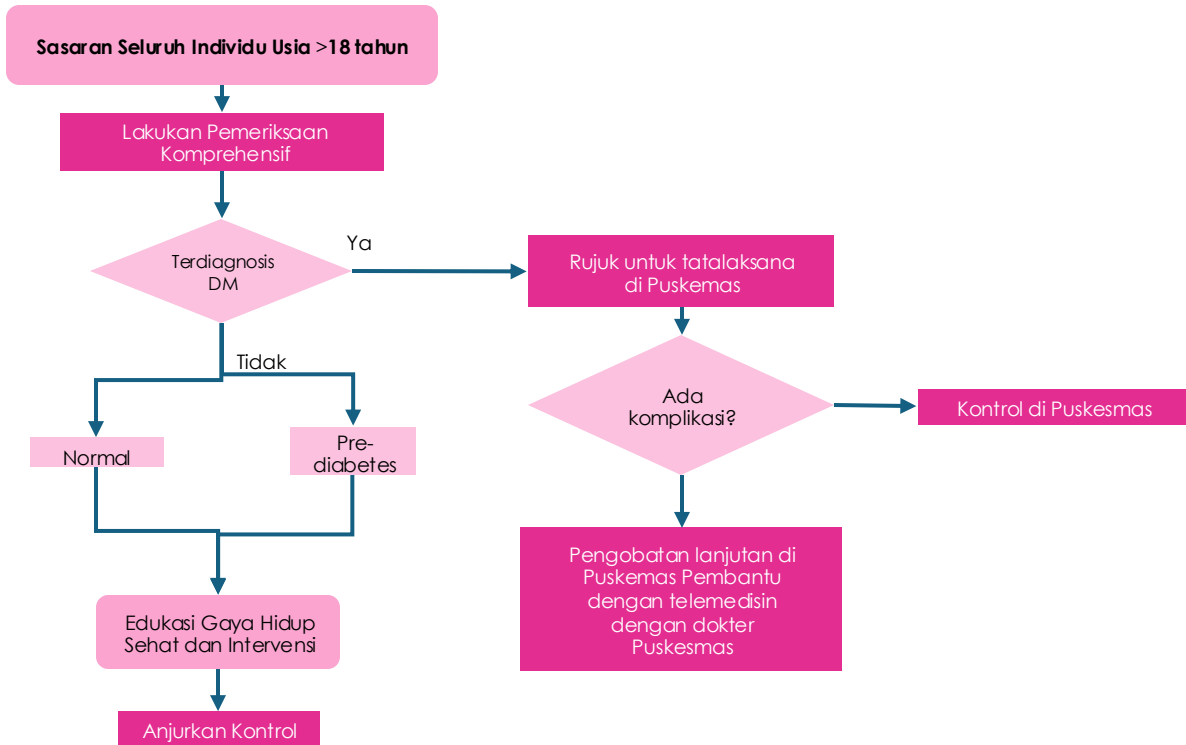 Sasaran Seluruh Individu Usia >18 tahun
Lakukan Pemeriksaan
Komprehensif
Terdiagnosis
DM
Ya
Rujuk untuk tatalaksana
di Puskemas
Tidak
Normal
Pre-
diabetes
Ada
komplikasi?
Kontrol di Puskesmas
Pengobatan lanjutan di
Puskemas Pembantu
dengan telemedisin
dengan dokter
Puskesmas
Edukasi Gaya Hidup
Sehat dan Intervensi
Anjurkan Kontrol